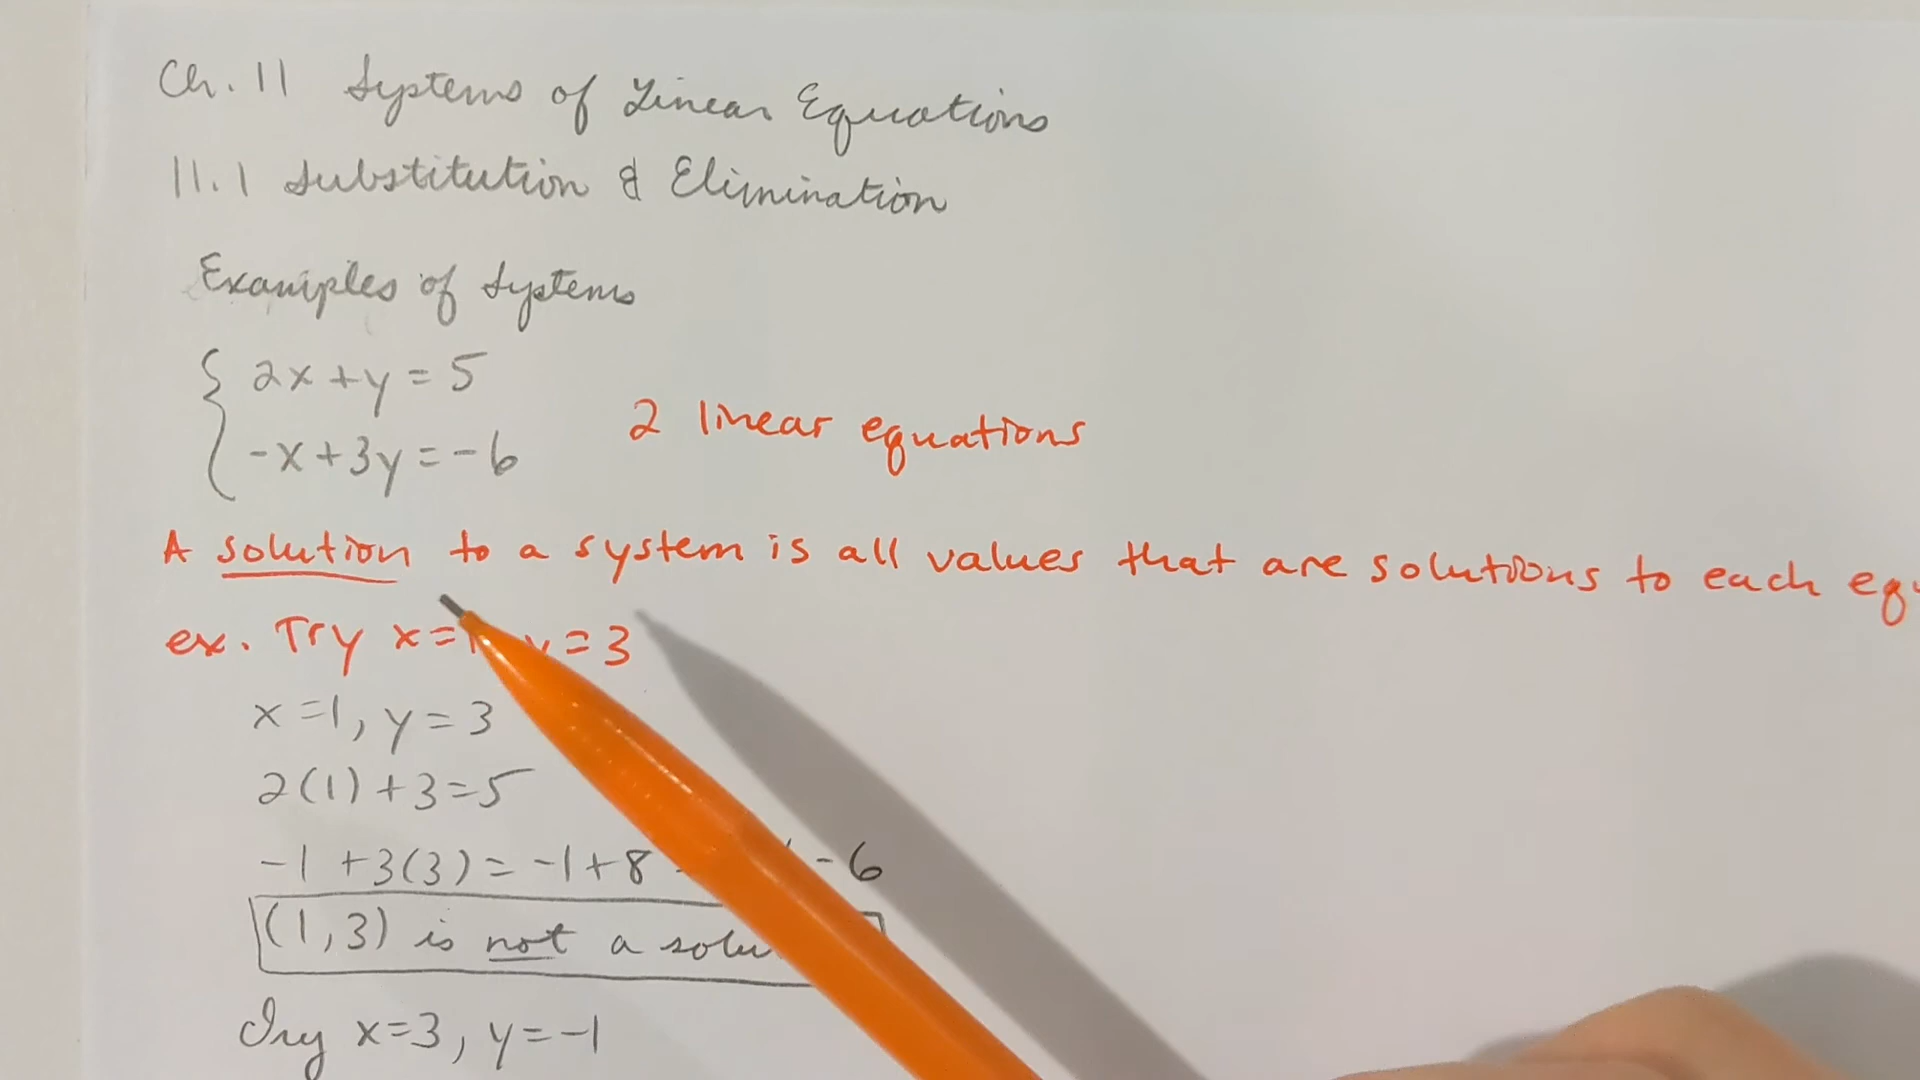 Ch. 11 Systems of Linear Equations
11.1 Substitution & Elimination
Examples of Systems
2x+y=5
-x+3y=-6
2 linear equations
A solution to a system is all values that are solutions to each
ex. Try x= =3
x=1, y=3
2(1)+3=5
-1+3(3)=-1+8 -6
(1,3) is not a
Try x=3, y=-1